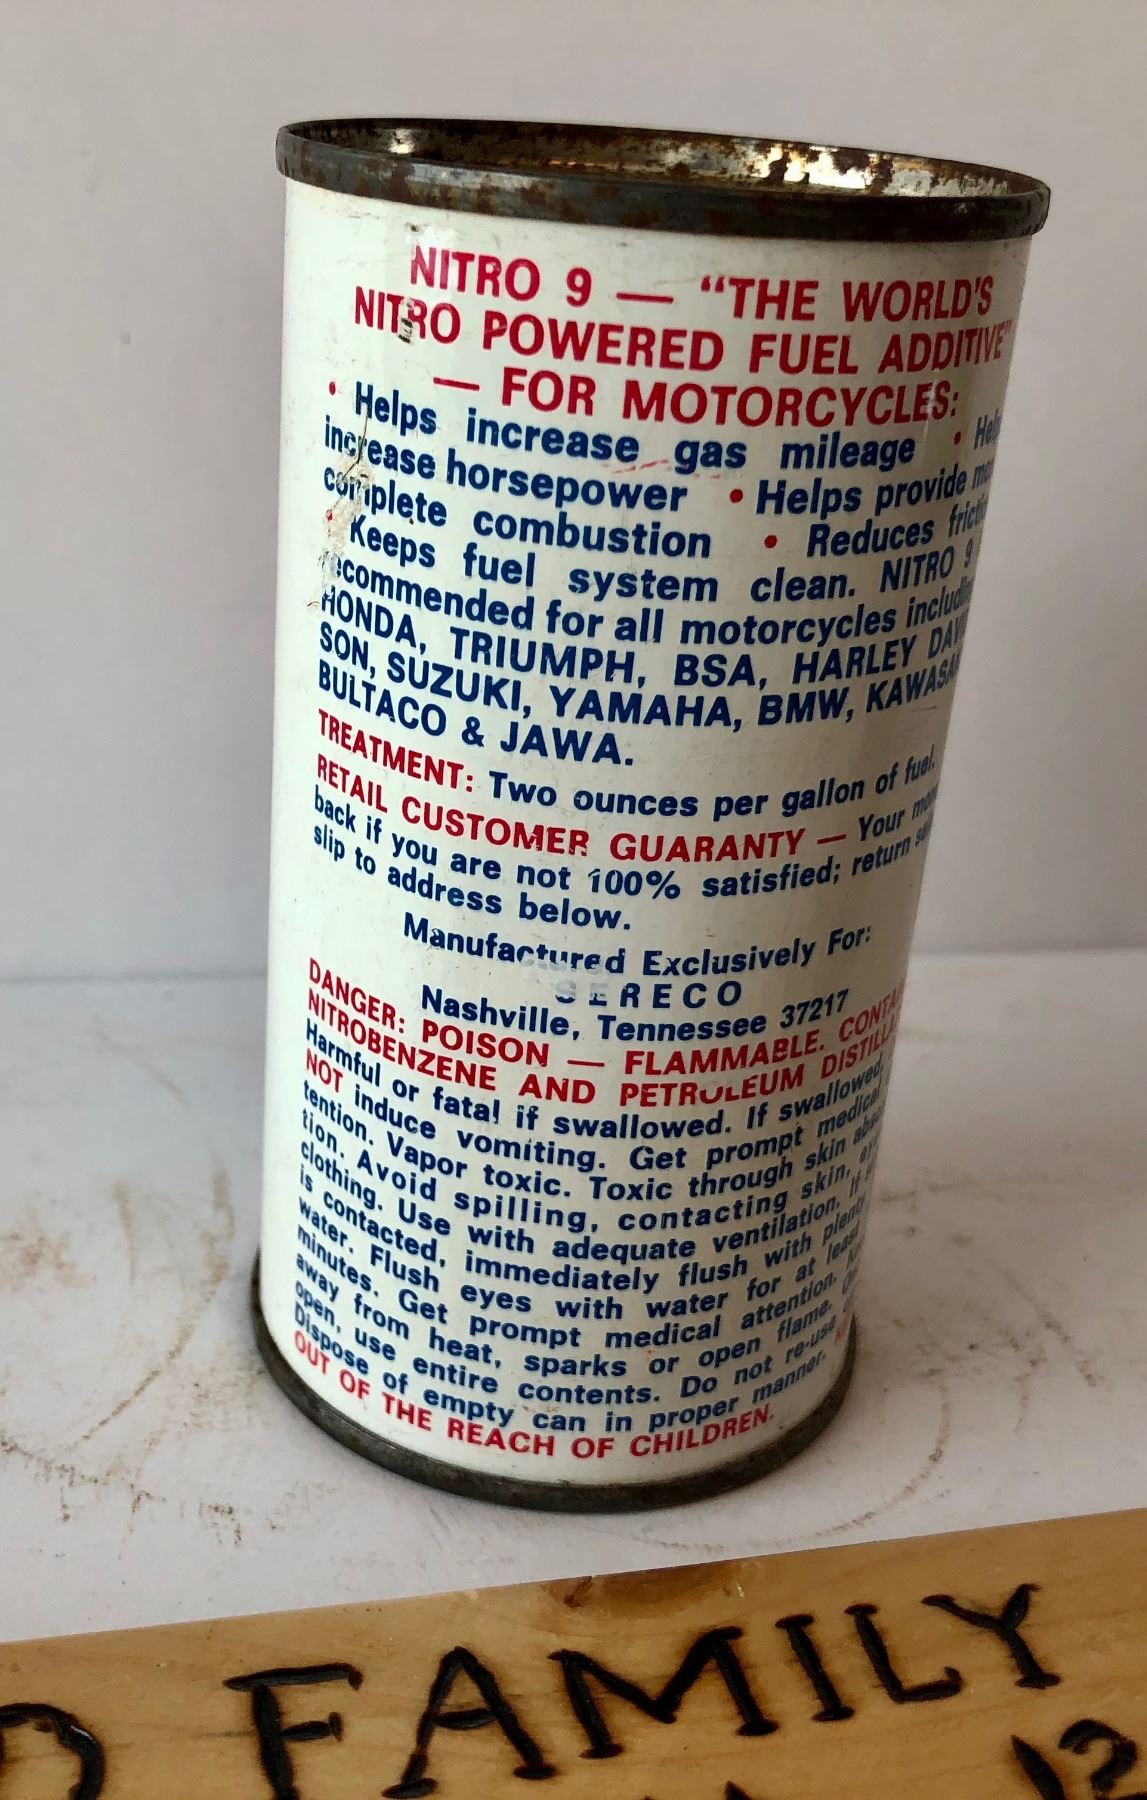 NITRO 9 — “THE WORLD'S
NITRO POWERED FUEL ADDITIVE”
— FOR MOTORCYCLES:
• Helps increase gas mileage •
increase horsepower • Helps provide
complete combustion • Reduces
• Keeps fuel system clean. NITRO 9
recommended for all motorcycles
HONDA, TRIUMPH, BSA, HARLEY DAV
SON, SUZUKI, YAMAHA, BMW, KAWASA
BULTACO & JAWA.
TREATMENT: Two ounces per gallon of fuel.
RETAIL CUSTOMER GUARANTY — Your
back if you are not 100% satisfied; return
slip to address below.
Manufactured Exclusively For:
SERECO
Nashville, Tennessee 37217
DANGER: POISON — FLAMMABLE.
NITROBENZENE AND PETROLEUM
Harmful or fatal if swallowed. If swallowed,
NOT induce vomiting. Get prompt medical
tention. Vapor toxic. Toxic through skin
tion. Avoid spilling, contacting skin,
clothing. Use with adequate ventilation. If
is contacted, immediately flush with plenty
water. Flush eyes with water for at least
minutes. Get prompt medical attention.
away from heat, sparks or open flame.
open, use entire contents. Do not re-use
Dispose of empty can in proper manner.
OUT OF THE REACH OF CHILDREN.
FAMILY